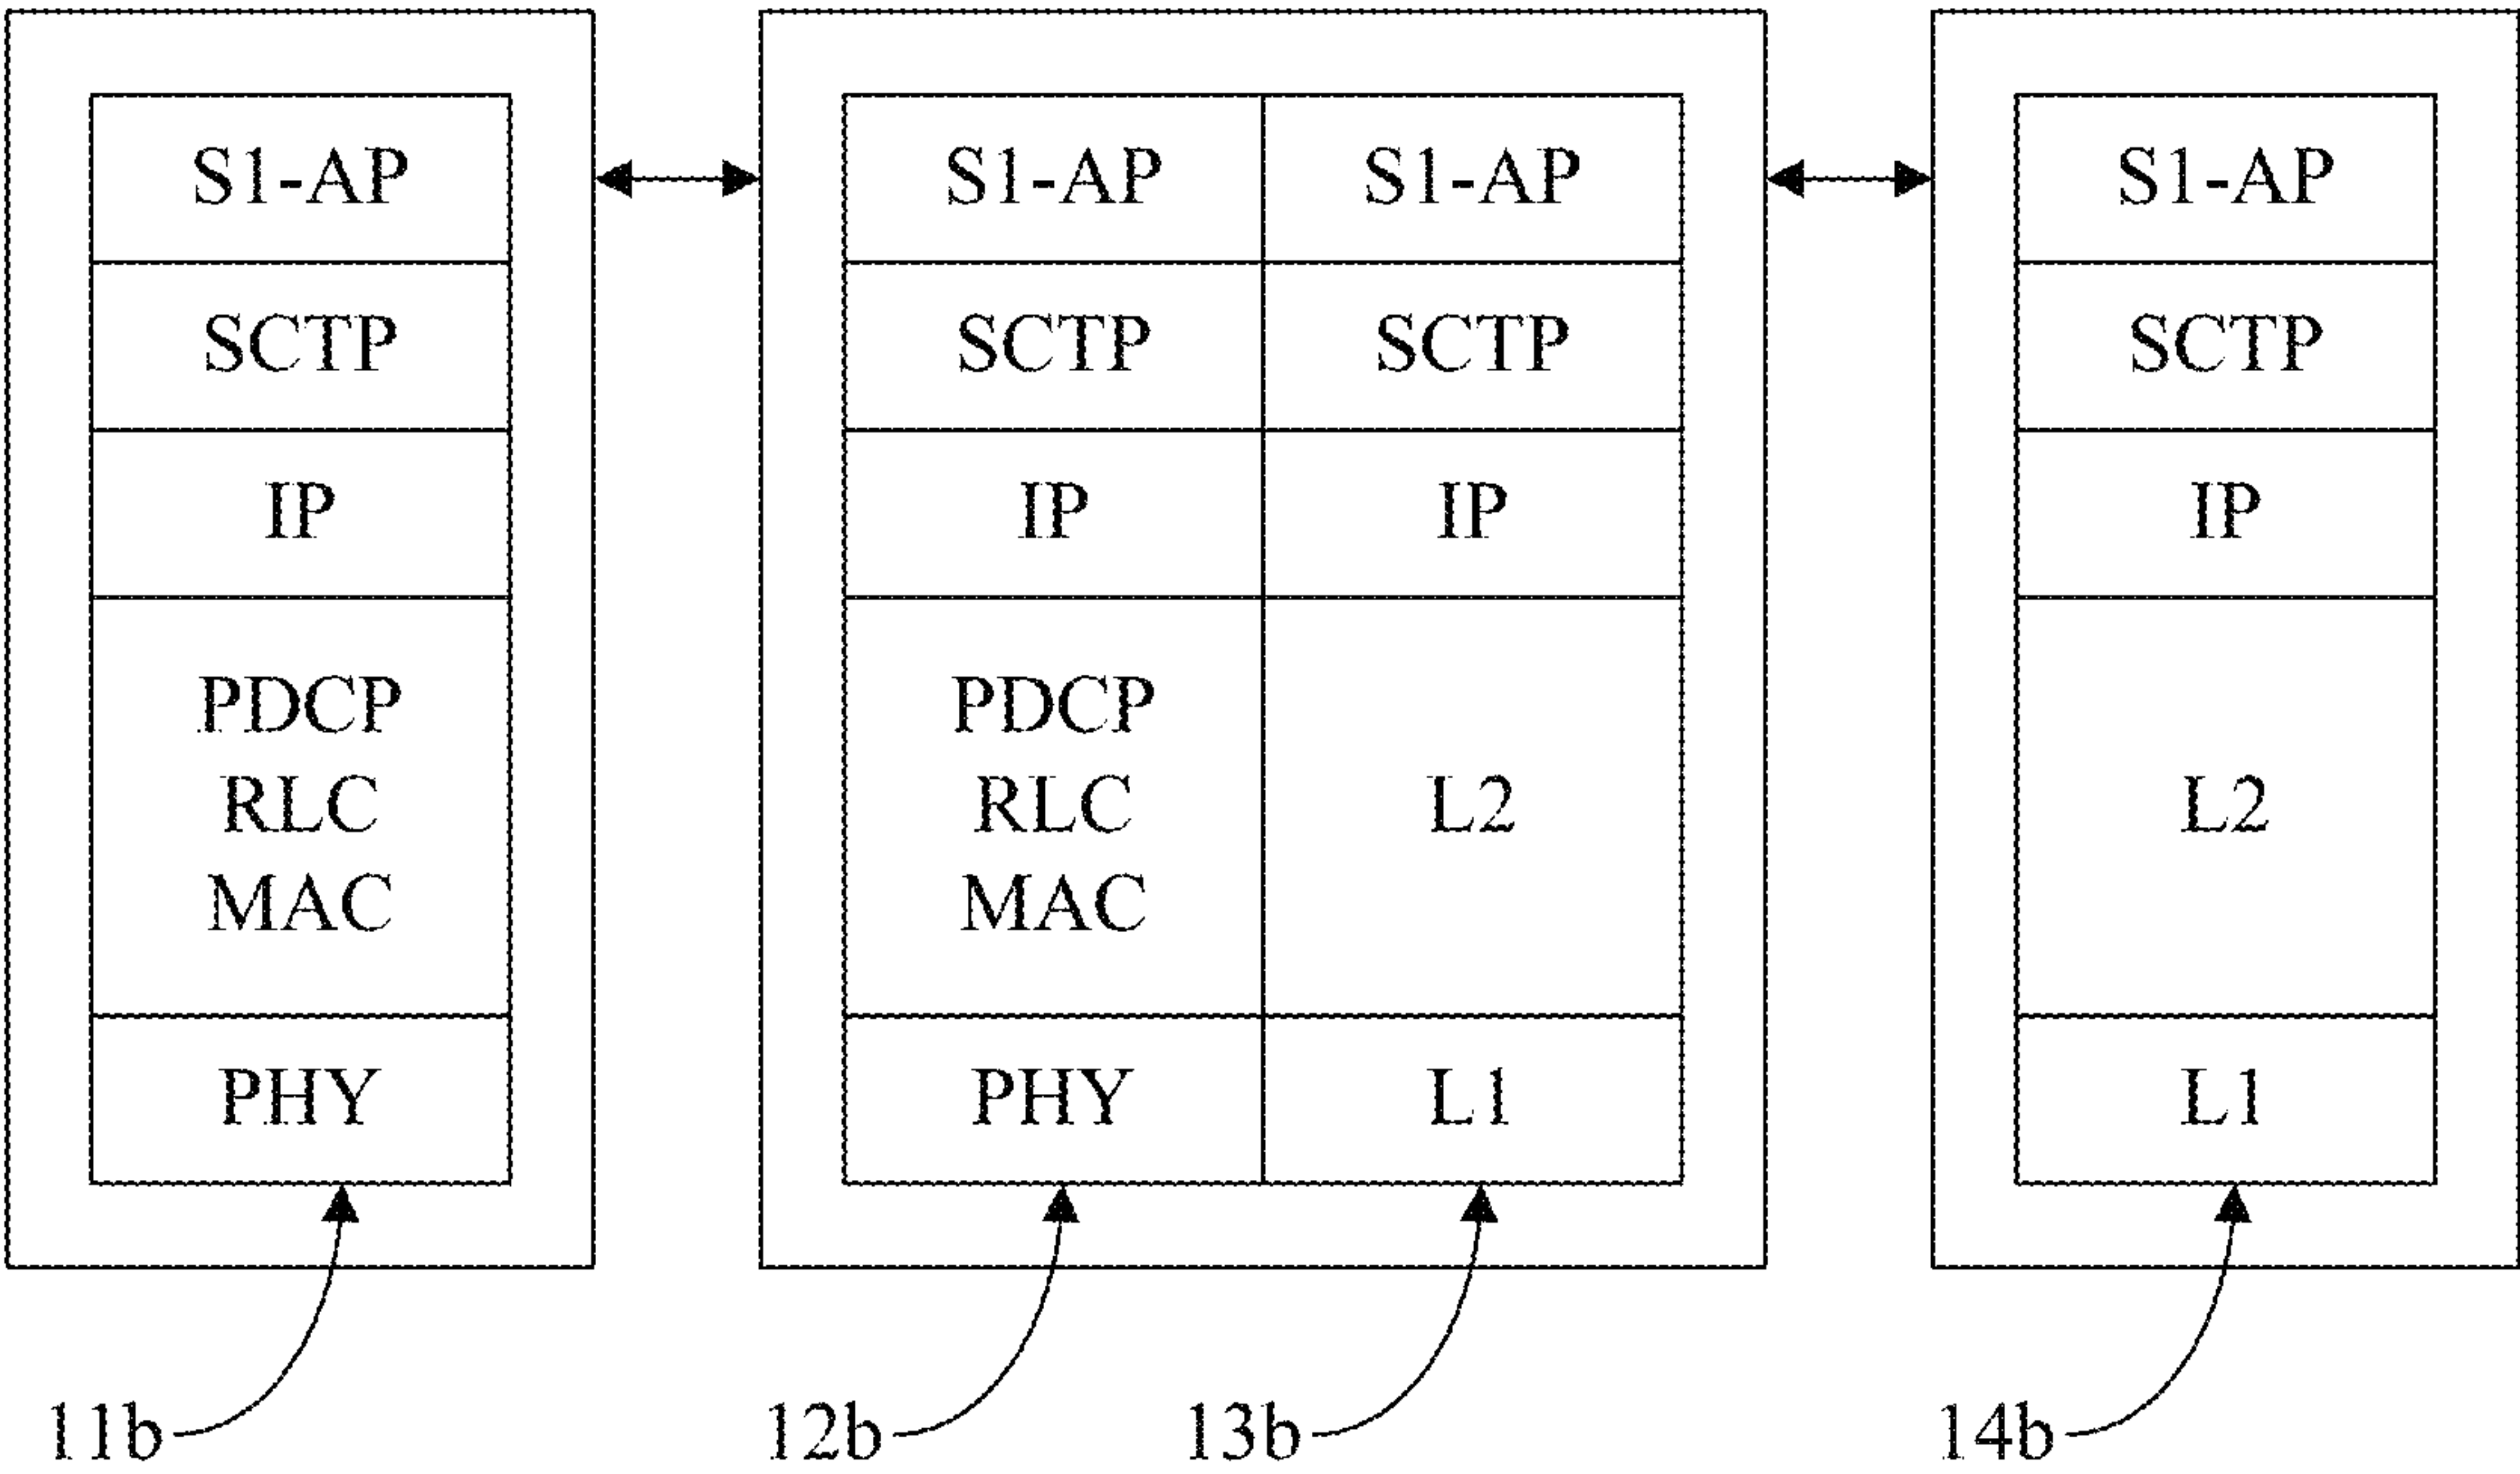 S1-AP
SCTP
IP
PDCP
RLC
MAC
PHY
S1-AP S1-AP
SCTP SCTP
IP IP
PDCP
RLC L2
MAC
PHY L1
S1-AP
SCTP
IP
L2
L1
11b
12b
13b
14b